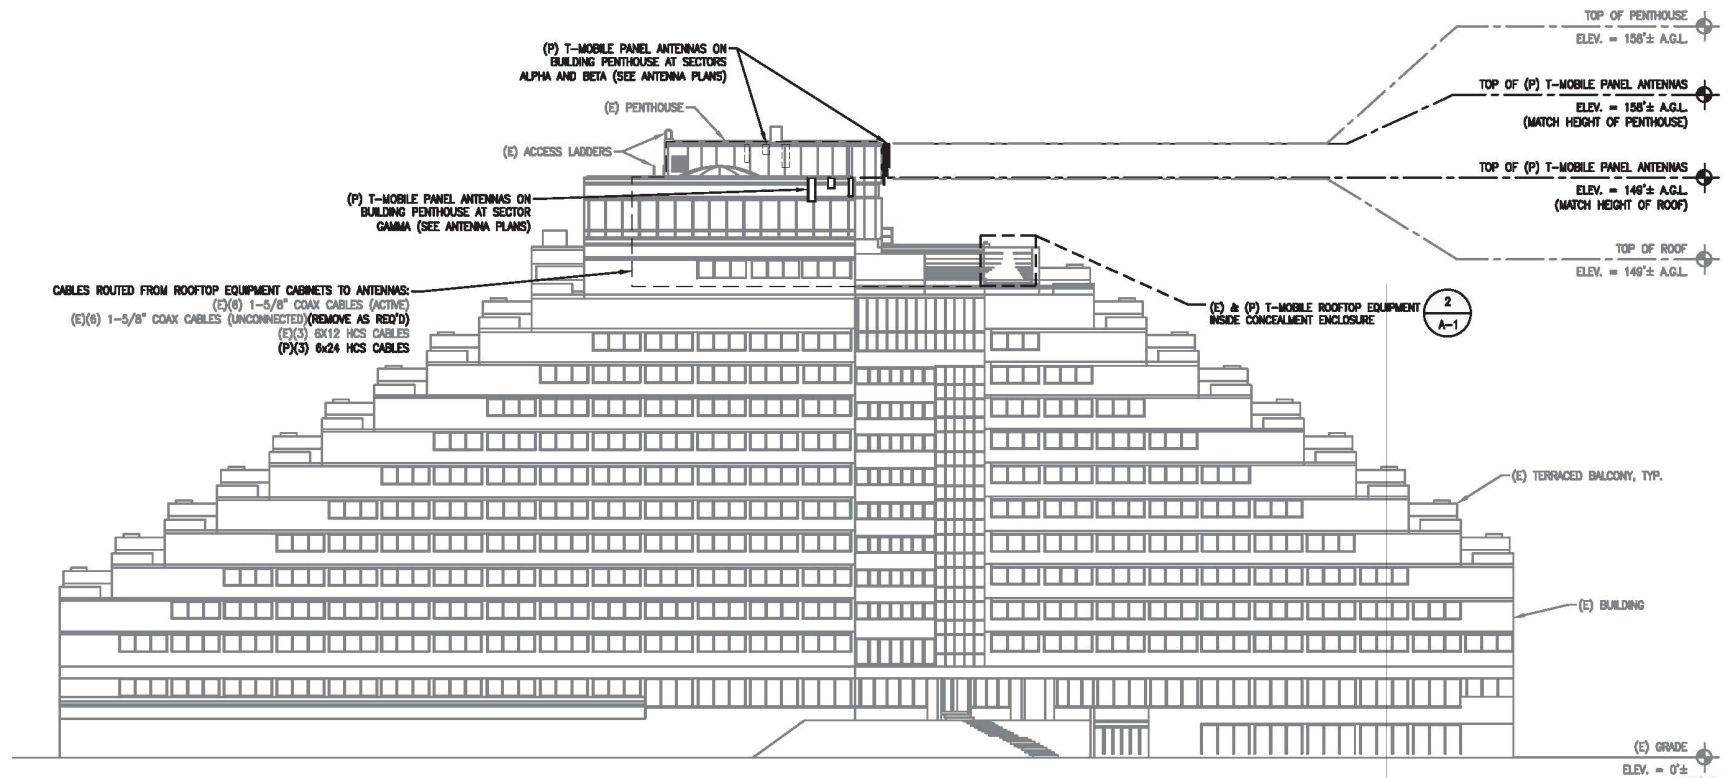 TOP OF PENTHOUSE
ELEV. = 158'± A.G.L.
(P) T-MOBILE PANEL ANTENNAS ON
BUILDING PENTHOUSE AT SECTORS
ALPHA AND BETA (SEE ANTENNA PLANS)
TOP OF (P) T-MOBILE PANEL ANTENNAS
ELEV. = 158'± A.G.L.
(MATCH HEIGHT OF PENTHOUSE)
(E) PENTHOUSE
(E) ACCESS LADDERS
TOP OF (P) T-MOBILE PANEL ANTENNAS
ELEV. = 149'± A.G.L.
(MATCH HEIGHT OF ROOF)
(P) T-MOBILE PANEL ANTENNAS ON
BUILDING PENTHOUSE AT SECTOR
GAMMA (SEE ANTENNA PLANS)
TOP OF ROOF
ELEV. = 149'± A.G.L.
CABLES ROUTED FROM ROOFTOP EQUIPMENT CABINETS TO ANTENNAS:
(E)(6) 1-5/8" COAX CABLES (ACTIVE)
(E)(6) 1-5/8" COAX CABLES (UNCONNECTED)(REMOVE AS REQ'D)
(E)(3) 6X12 HCS CABLES
(P)(3) 6x24 HCS CABLES
(E) & (P) T-MOBILE ROOFTOP EQUIPMENT
INSIDE CONCEALMENT ENCLOSURE
2
A-1
(E) TERRACED BALCONY, TYP.
(E) BUILDING
(E) GRADE
ELEV. = 0'±